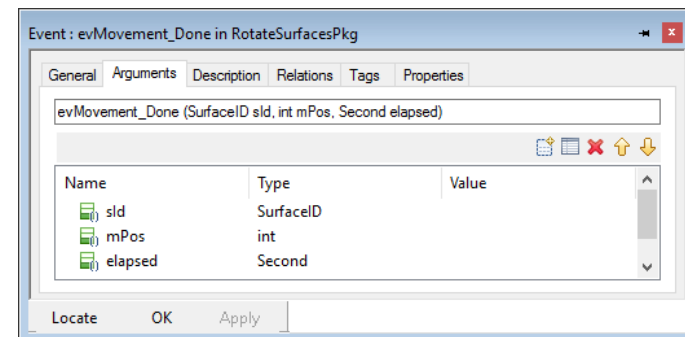 Event : evMovement_Done in RotateSurfacesPkg
General Arguments Description Relations Tags Properties
evMovement_Done (SurfaceID sId, int mPos, Second elapsed)
Name Type Value
sId SurfaceID
mPos int
elapsed Second
Locate OK Apply